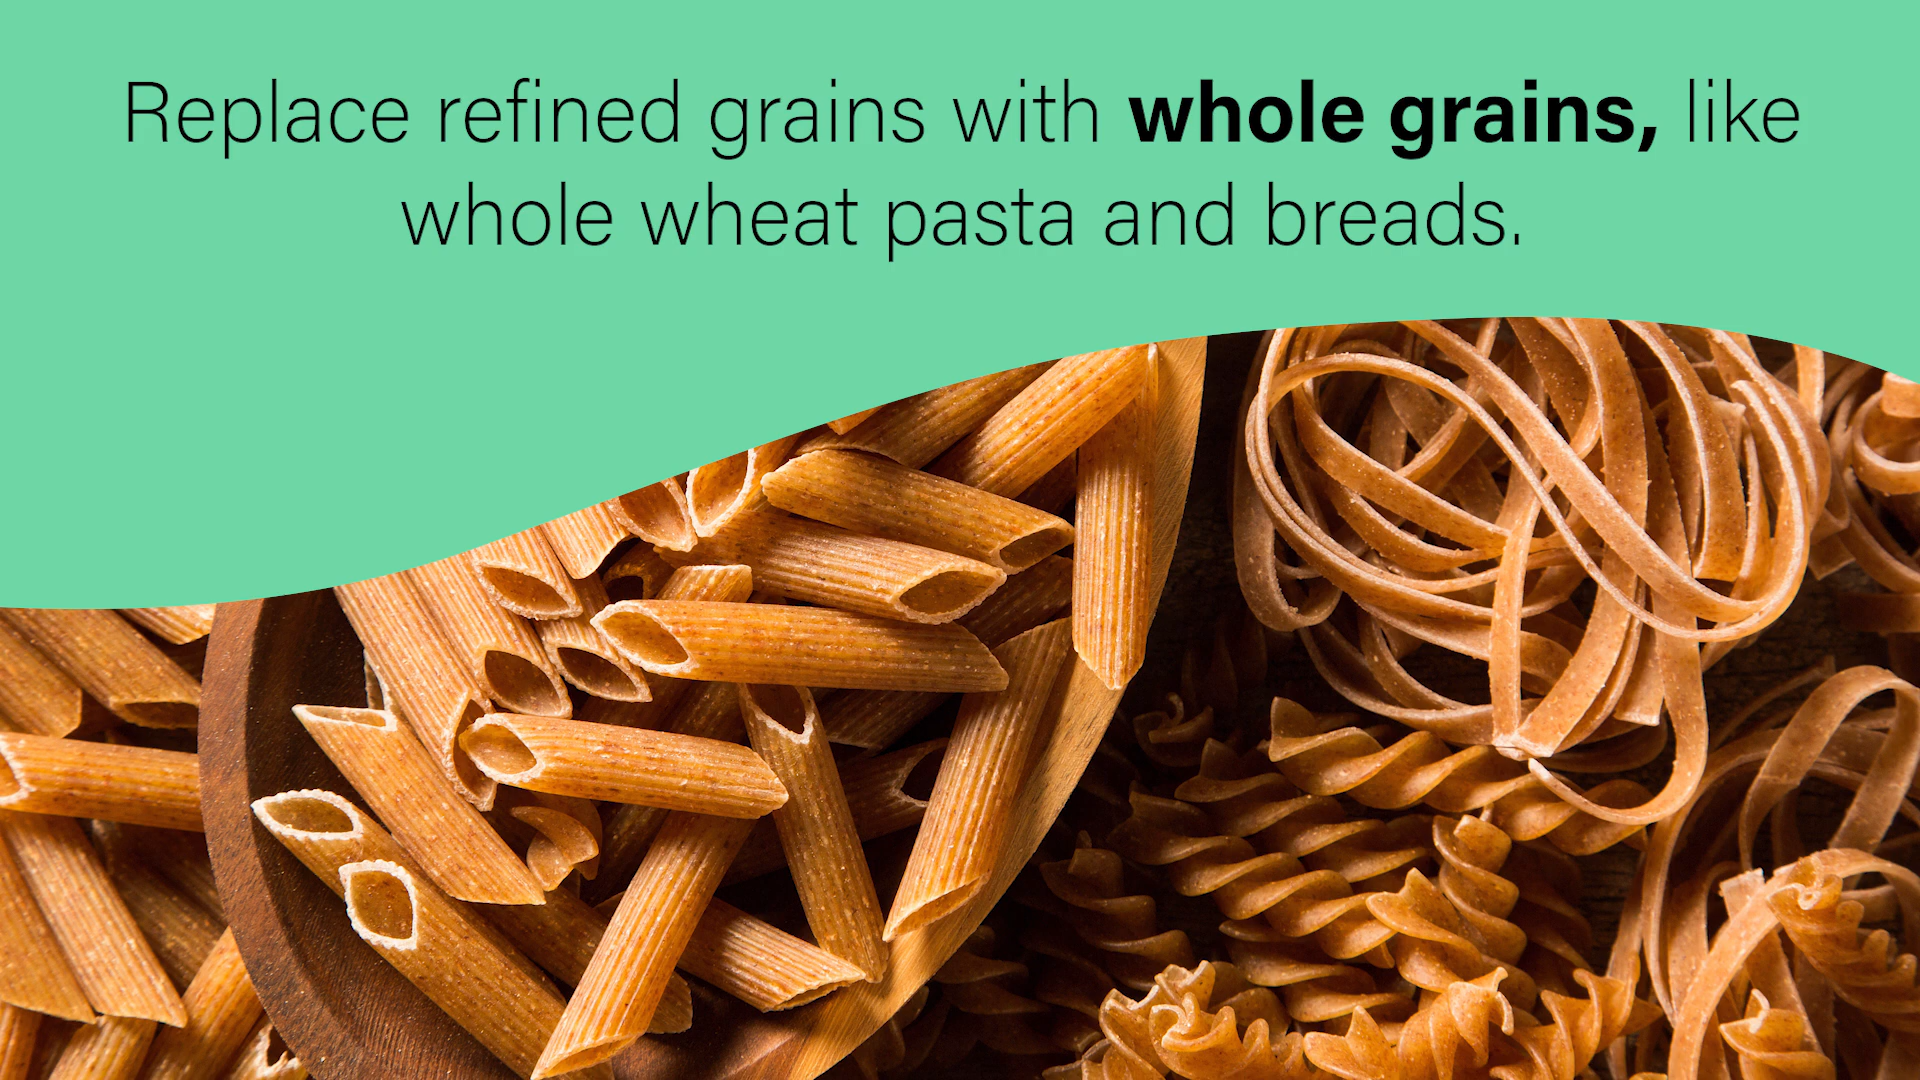 Replace refined grains with whole grains, like
whole wheat pasta and breads.